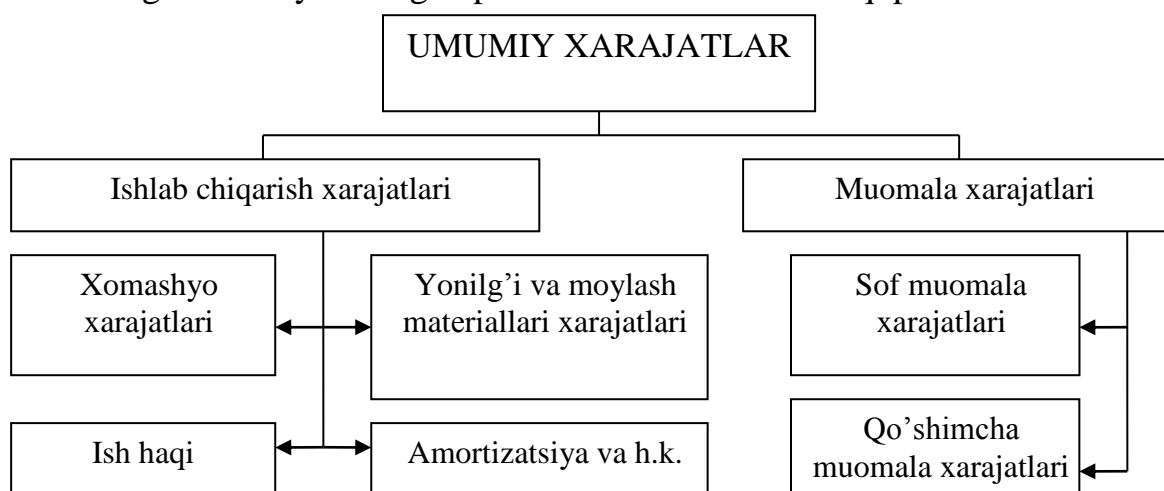 UMUMIY XARAJATLAR
Ishlab chiqarish xarajatlari
Muomala xarajatlari
Xomashyo
xarajatlari
Yonilg’i va moylash
materiallari xarajatlari
Sof muomala
xarajatlari
Ish haqi
Amortizatsiya va h.k.
Qo’shimcha
muomala xarajatlari